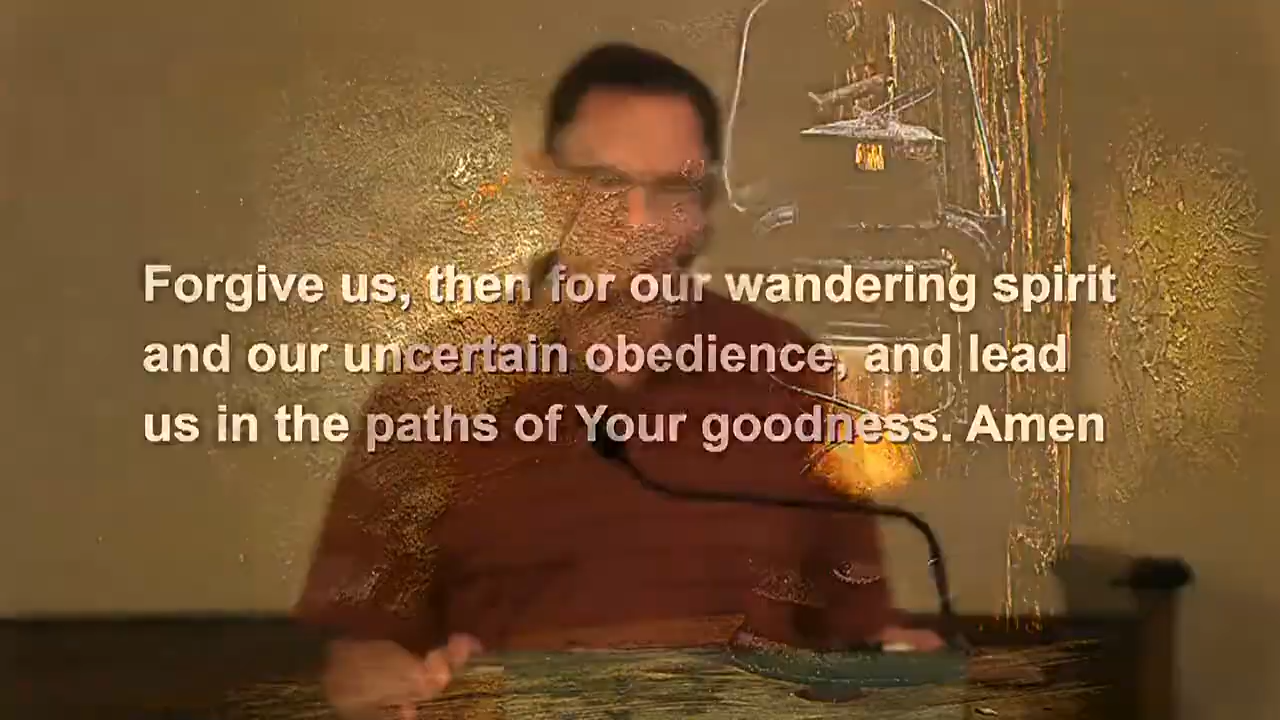 Forgive us, then for our wandering spirit
and our uncertain obedience, and lead
us in the paths of Your goodness. Amen